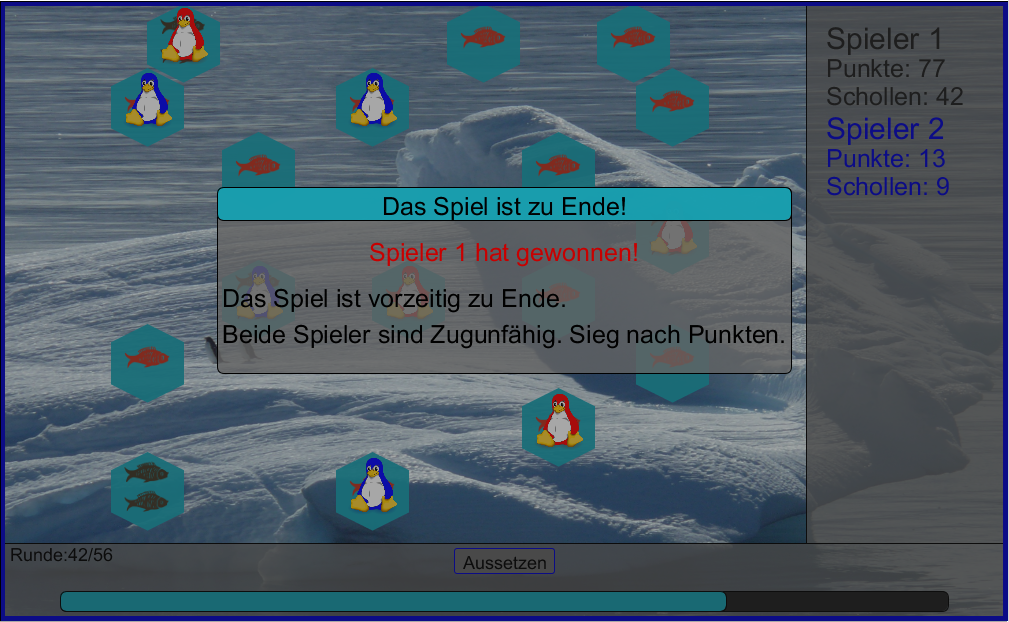 Spieler 1
Punkte: 77
Schollen: 42
Spieler 2
Punkte: 13
Schollen: 9
Das Spiel ist zu Ende!
Spieler 1 hat gewonnen!
Das Spiel ist vorzeitig zu Ende.
Beide Spieler sind Zugunfähig. Sieg nach Punkten.
Runde:42/56
Aussetzen